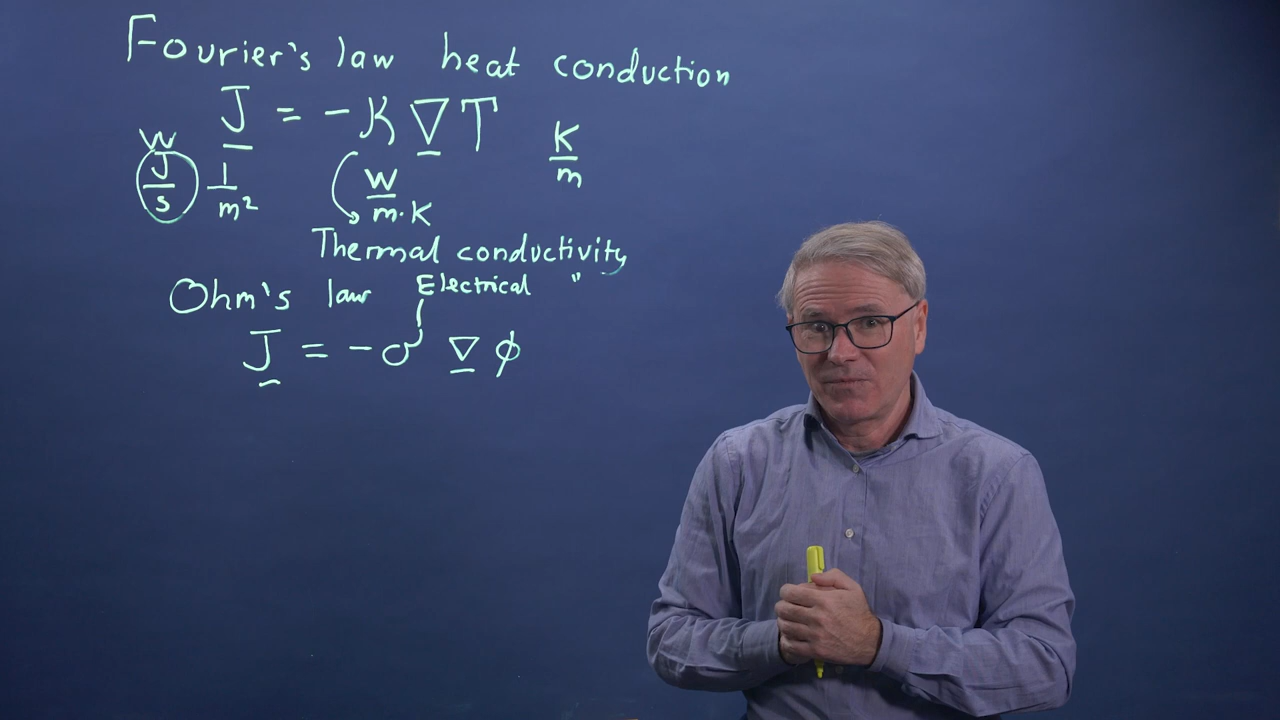 Fourier's law heat conduction
J = -K ∇T
W
J/s 1/m² W/m·K K/m
Thermal conductivity
Ohm's law Electrical "
J = -σ ∇ϕ